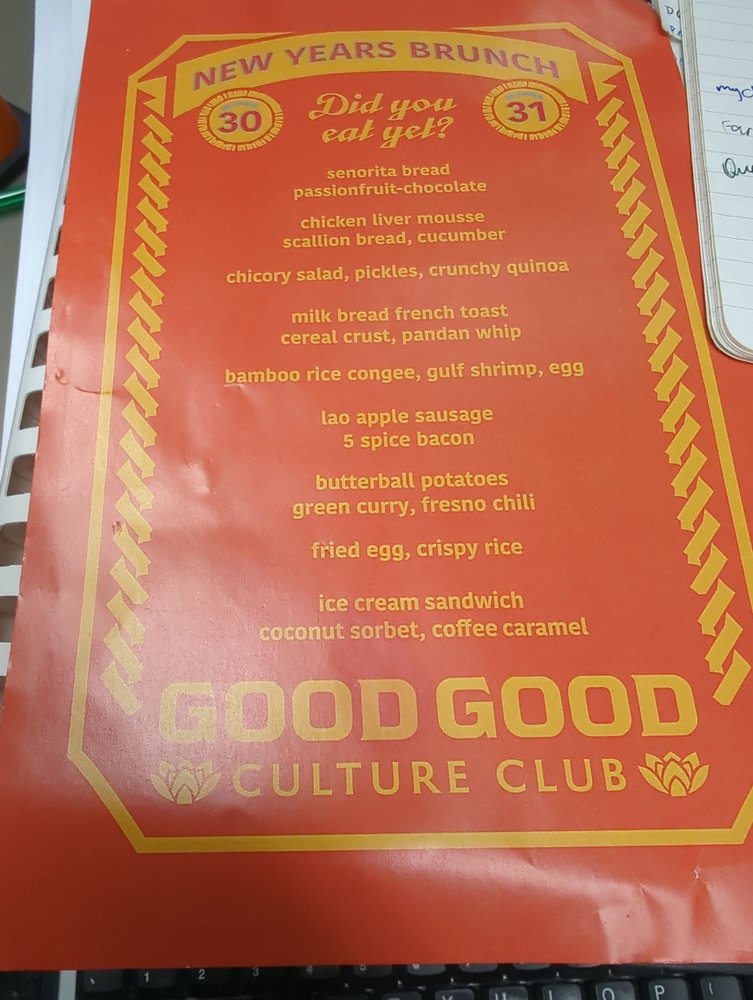 NEW YEARS BRUNCH
30
Did you
eat yet?
31
senorita bread
passionfruit-chocolate
chicken liver mousse
scallion bread, cucumber
chicory salad, pickles, crunchy quinoa
milk bread french toast
cereal crust, pandan whip
bamboo rice congee, gulf shrimp, egg
lao apple sausage
5 spice bacon
butterball potatoes
green curry, fresno chili
fried egg, crispy rice
ice cream sandwich
coconut sorbet, coffee caramel
GOOD GOOD
CULTURE CLUB
1 2 3
U I O P